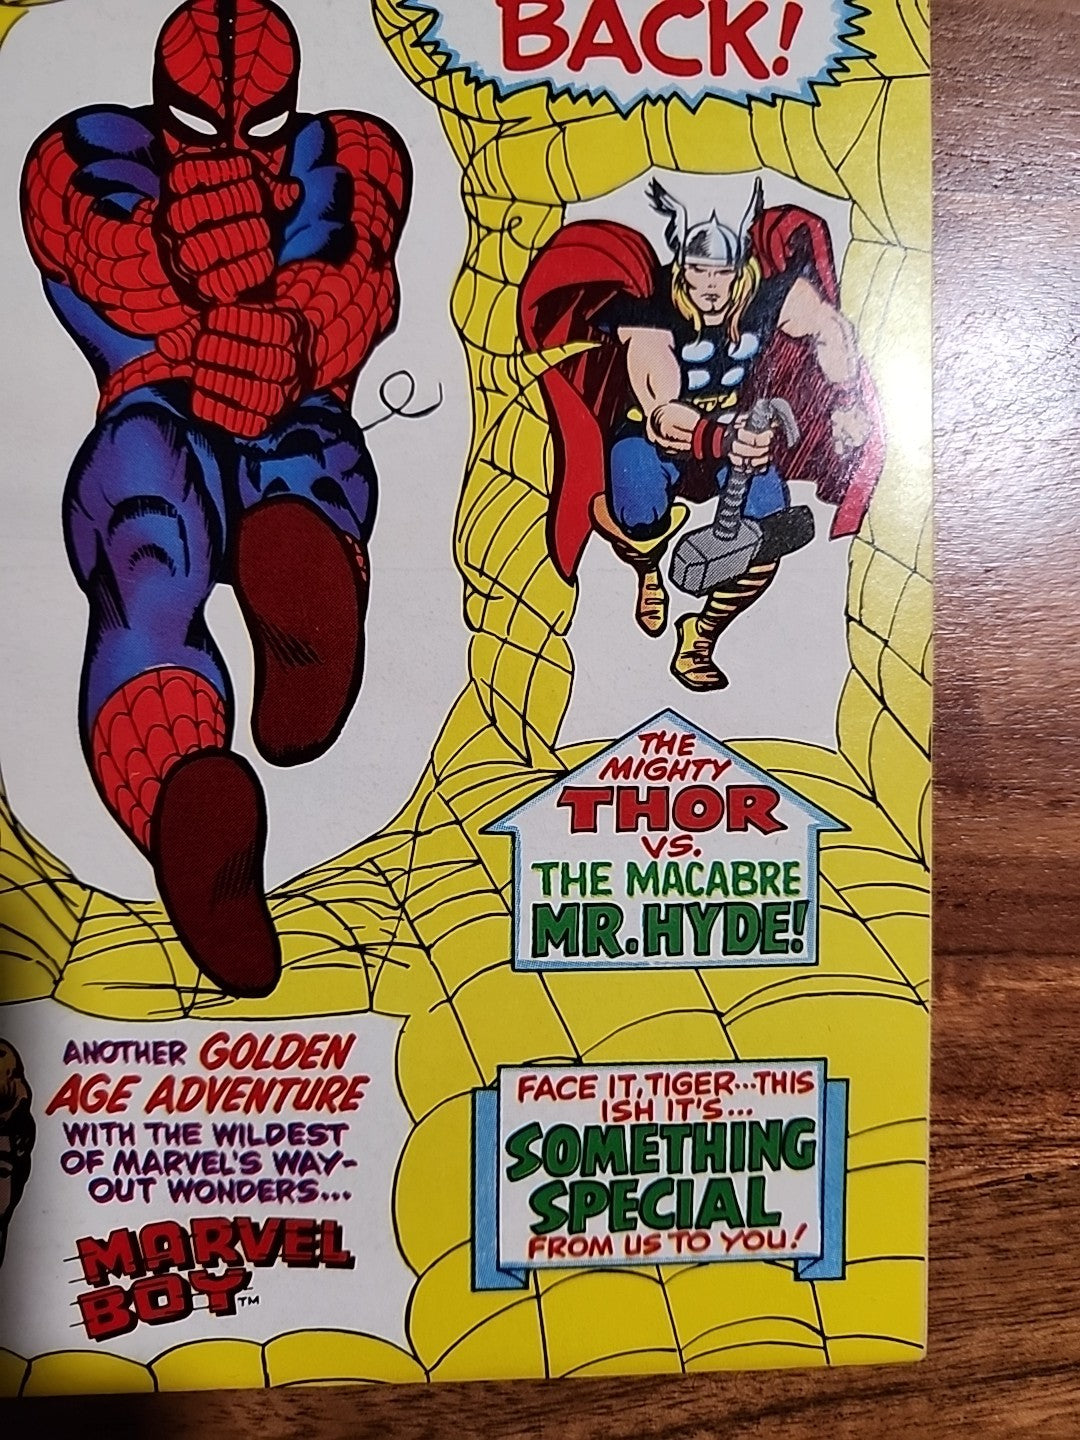 BACK!
THE
MIGHTY
THOR
VS.
THE MACABRE
MR. HYDE!
ANOTHER GOLDEN
AGE ADVENTURE
WITH THE WILDEST
OF MARVEL'S WAY-
OUT WONDERS...
MARVEL
BOY™
FACE IT, TIGER...THIS
ISH IT'S...
SOMETHING
SPECIAL
FROM US TO YOU!